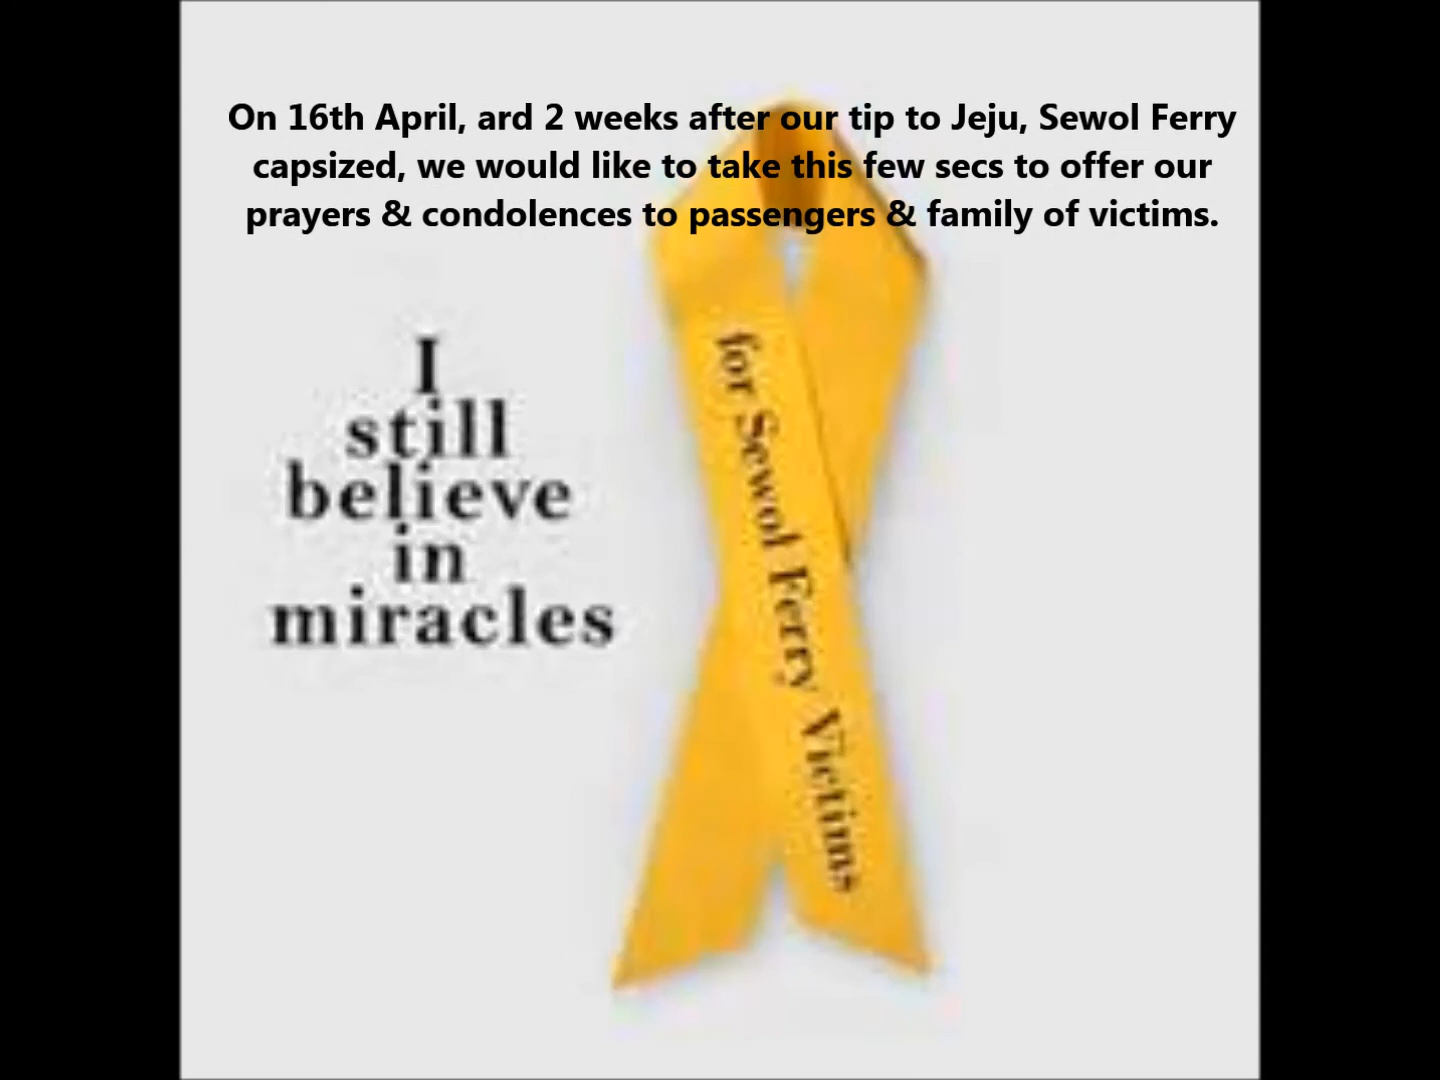 On 16th April, ard 2 weeks after our tip to Jeju, Sewol Ferry
capsized, we would like to take this few secs to offer our
prayers & condolences to passengers & family of victims.
I
still
believe
in
miracles
for Sewol Ferry Victims